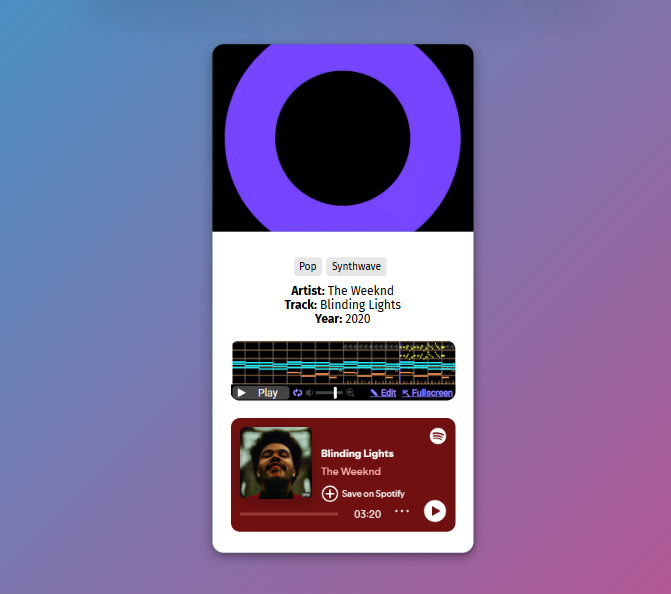 Pop Synthwave
Artist: The Weeknd
Track: Blinding Lights
Year: 2020
Play Edit Fullscreen
Blinding Lights
The Weeknd
Save on Spotify
03:20